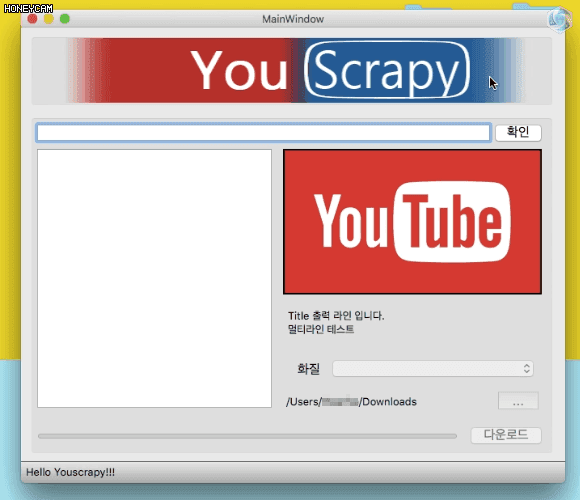 HONEYCAM
MainWindow
You Scrapy
확인
YouTube
Title 출력 라인 입니다.
멀티라인 테스트
화질
/Users/ /Downloads
...
다운로드
Hello Youscrapy!!!